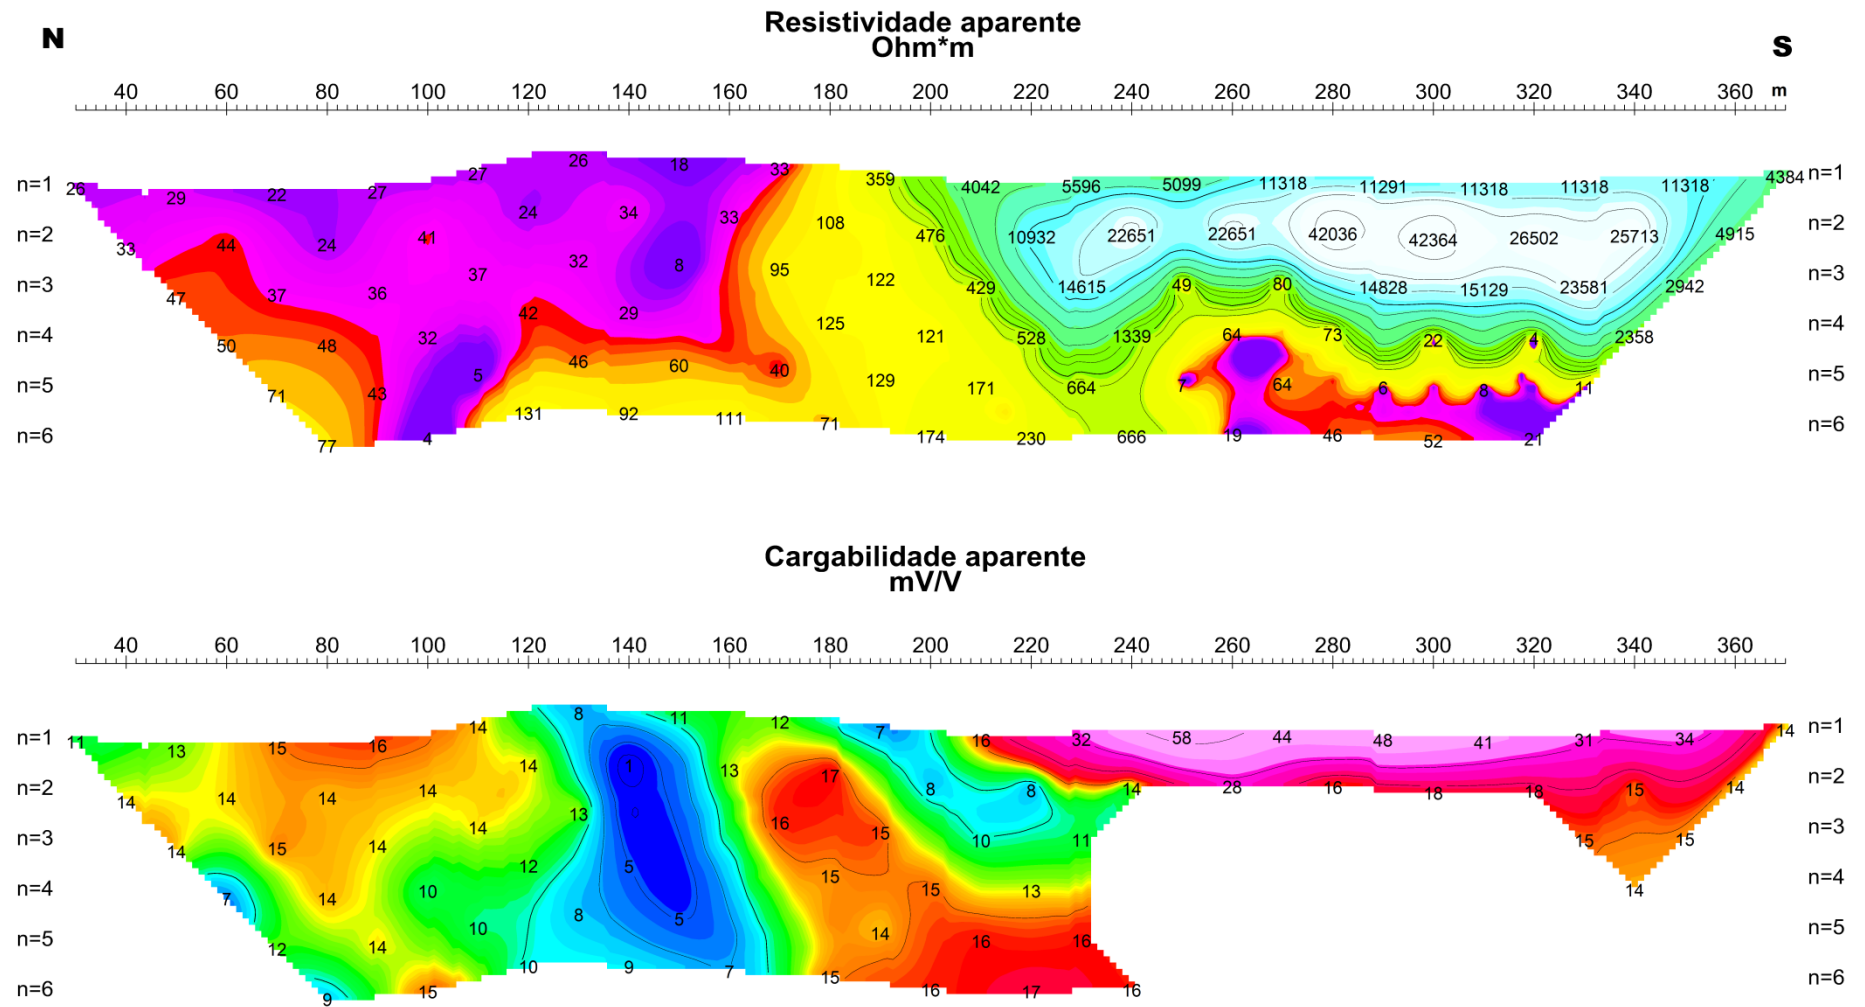 Resistividade aparente
N Ohm*m S
40 60 80 100 120 140 160 180 200 220 240 260 280 300 320 340 360 m
26 18
27 33
n=1 26 29 22 27 359 4042 5596 5099 11318 11291 11318 11318 11318 4384 n=1
24 34 33 108
n=2 33 44 24 41 476 10932 22651 22651 42036 42364 26502 25713 4915 n=2
37 32 8 95 122
n=3 47 37 36 429 14615 49 80 14828 15129 23581 2942 n=3
42 29 125
n=4 50 48 32 121 528 1339 64 73 22 4 2358 n=4
46 60 40
n=5 71 43 5 129 171 664 7 64 6 8 11 n=5
131 92 111 71
n=6 77 4 174 230 666 19 46 52 21 n=6
Cargabilidade aparente
mV/V
40 60 80 100 120 140 160 180 200 220 240 260 280 300 320 340 360
8 11 12
14 7
n=1 11 13 15 16 16 32 58 44 48 41 31 34 14 n=1
14 1 13 17
n=2 14 14 14 14 8 8 14 28 16 18 18 15 14 n=2
14 13 16 15
n=3 14 15 14 10 11 15 15 n=3
12 5 15
n=4 7 14 10 15 13 14 n=4
10 8 5 14
n=5 12 14 16 16 n=5
10 9 7 15
n=6 9 15 16 17 16 n=6